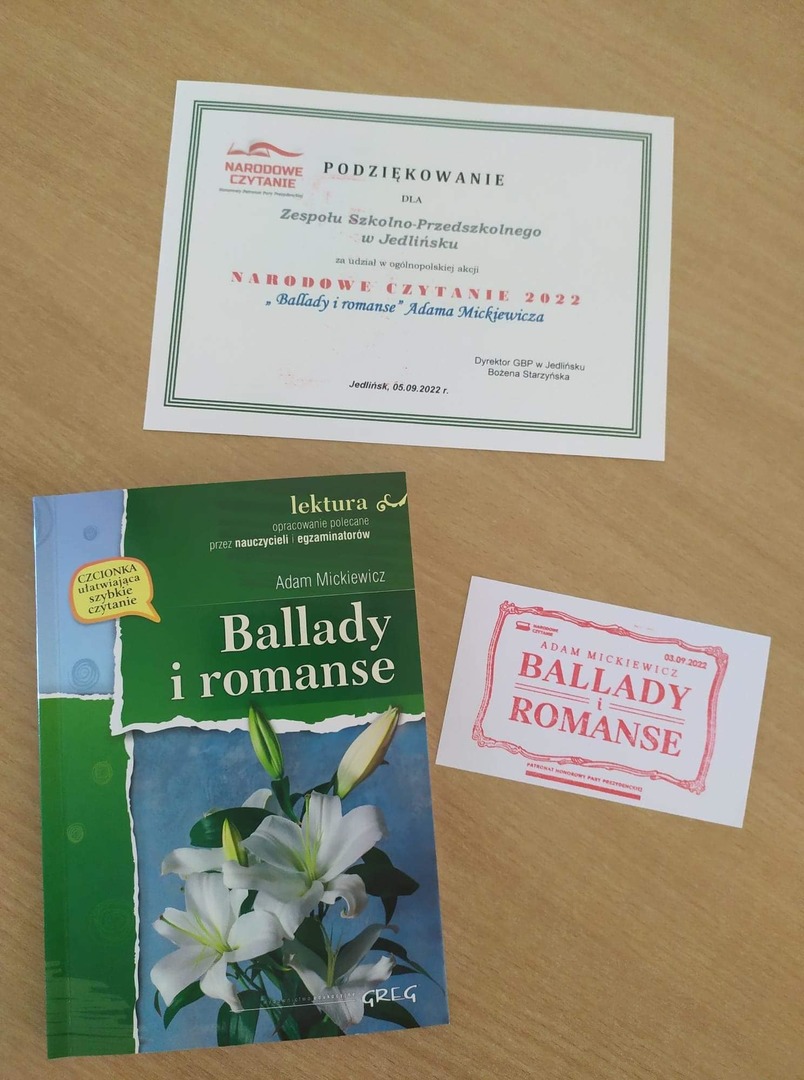 NARODOWE
CZYTANIE
PODZIĘKOWANIE
DLA
Zespołu Szkolno-Przedszkolnego
w Jedlińsku
za udział w ogólnopolskiej akcji
NARODOWE CZYTANIE 2022
„Ballady i romanse” Adama Mickiewicza
Dyrektor GBP w Jedlińsku
Bożena Starzyńska
Jedlińsk, 05.09.2022 r.
lektura
opracowanie polecane
przez nauczycieli i egzaminatorów
CZCIONKA
ułatwiająca
szybkie
czytanie
Adam Mickiewicz
Ballady
i romanse
GREG
NARODOWE
CZYTANIE
03.09.2022
ADAM MICKIEWICZ
BALLADY
i
ROMANSE
PATRONAT HONOROWY PARY PREZYDENCKIEJ